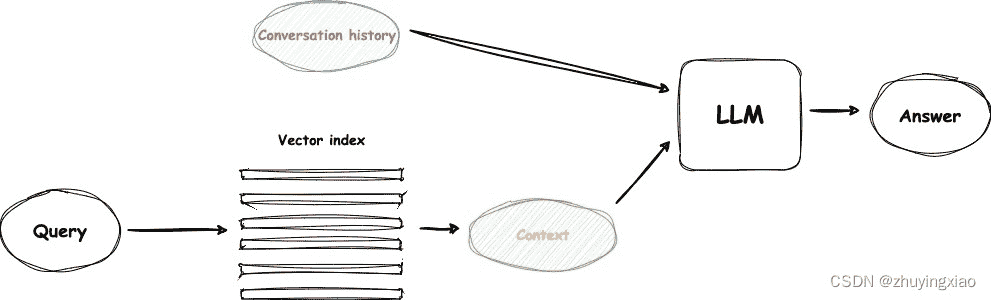 Conversation history
LLM
Answer
Vector index
Query
Context
CSDN @zhuyingxiao